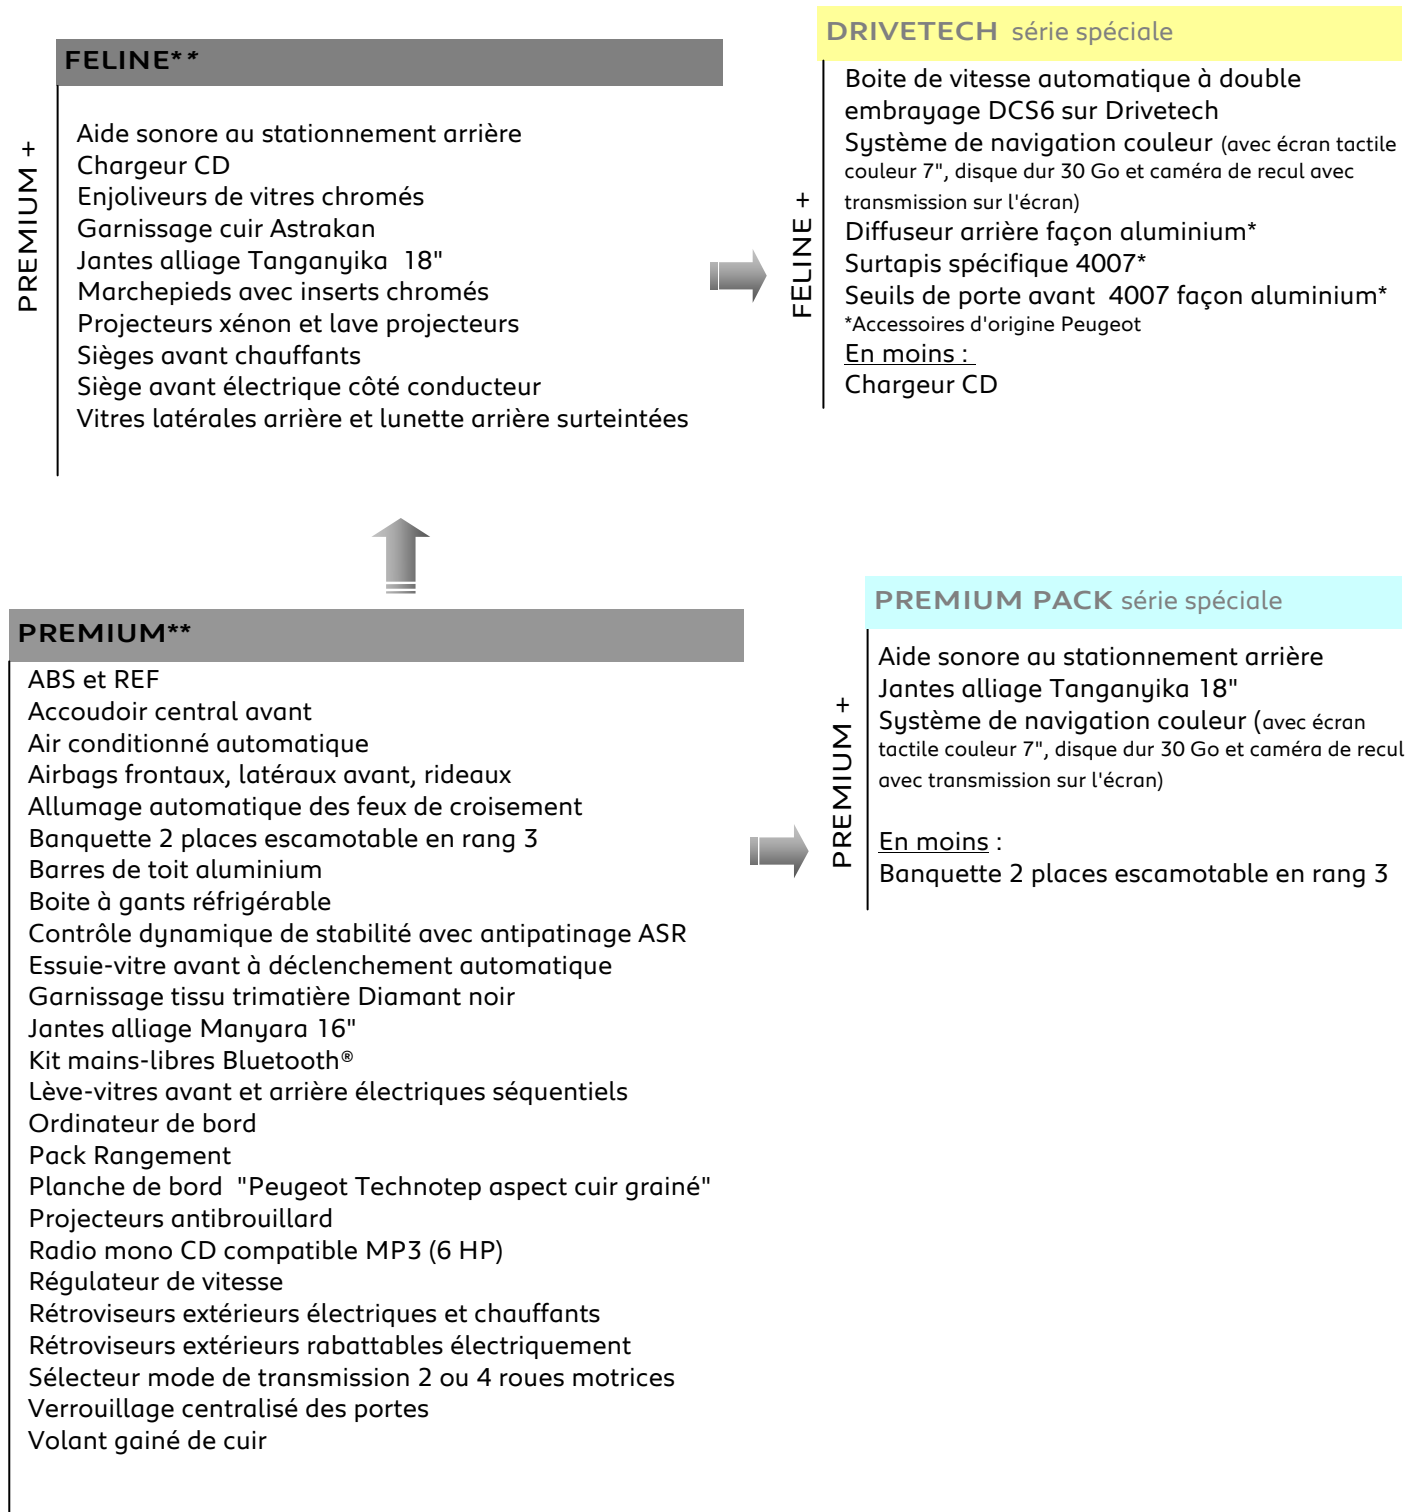 FELINE**
PREMIUM +
Aide sonore au stationnement arrière
Chargeur CD
Enjoliveurs de vitres chromés
Garnissage cuir Astrakan
Jantes alliage Tanganyika 18"
Marchepieds avec inserts chromés
Projecteurs xénon et lave projecteurs
Sièges avant chauffants
Siège avant électrique côté conducteur
Vitres latérales arrière et lunette arrière surteintées
DRIVETECH série spéciale
FELINE +
Boite de vitesse automatique à double
embrayage DCS6 sur Drivetech
Système de navigation couleur (avec écran tactile
couleur 7", disque dur 30 Go et caméra de recul avec
transmission sur l'écran)
Diffuseur arrière façon aluminium*
Surtapis spécifique 4007*
Seuils de porte avant 4007 façon aluminium*
*Accessoires d'origine Peugeot
En moins :
Chargeur CD
PREMIUM**
ABS et REF
Accoudoir central avant
Air conditionné automatique
Airbags frontaux, latéraux avant, rideaux
Allumage automatique des feux de croisement
Banquette 2 places escamotable en rang 3
Barres de toit aluminium
Boite à gants réfrigérable
Contrôle dynamique de stabilité avec antipatinage ASR
Essuie-vitre avant à déclenchement automatique
Garnissage tissu trimatière Diamant noir
Jantes alliage Manyara 16"
Kit mains-libres Bluetooth®
Lève-vitres avant et arrière électriques séquentiels
Ordinateur de bord
Pack Rangement
Planche de bord "Peugeot Technotep aspect cuir grainé"
Projecteurs antibrouillard
Radio mono CD compatible MP3 (6 HP)
Régulateur de vitesse
Rétroviseurs extérieurs électriques et chauffants
Rétroviseurs extérieurs rabattables électriquement
Sélecteur mode de transmission 2 ou 4 roues motrices
Verrouillage centralisé des portes
Volant gainé de cuir
PREMIUM PACK série spéciale
PREMIUM +
Aide sonore au stationnement arrière
Jantes alliage Tanganyika 18"
Système de navigation couleur (avec écran
tactile couleur 7", disque dur 30 Go et caméra de recul
avec transmission sur l'écran)
En moins :
Banquette 2 places escamotable en rang 3